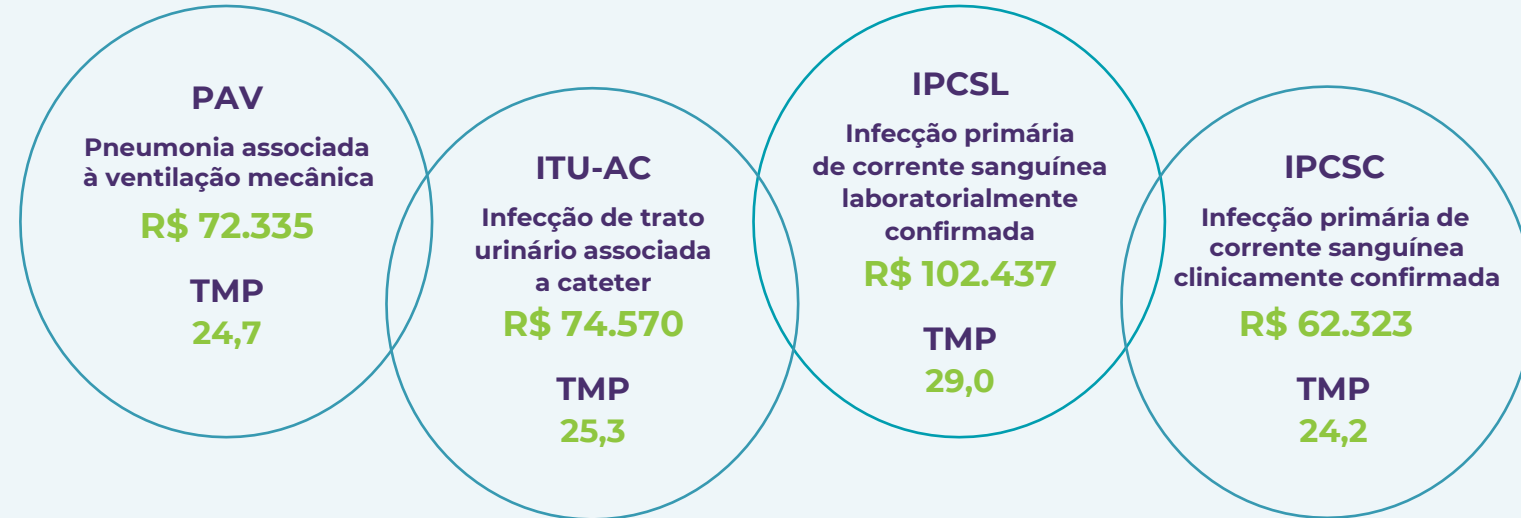 PAV
Pneumonia associada
à ventilação mecânica
R$ 72.335
TMP
24,7
ITU-AC
Infecção de trato
urinário associada
a cateter
R$ 74.570
TMP
25,3
IPCSL
Infecção primária
de corrente sanguínea
laboratorialmente
confirmada
R$ 102.437
TMP
29,0
IPCSC
Infecção primária de
corrente sanguínea
clinicamente confirmada
R$ 62.323
TMP
24,2